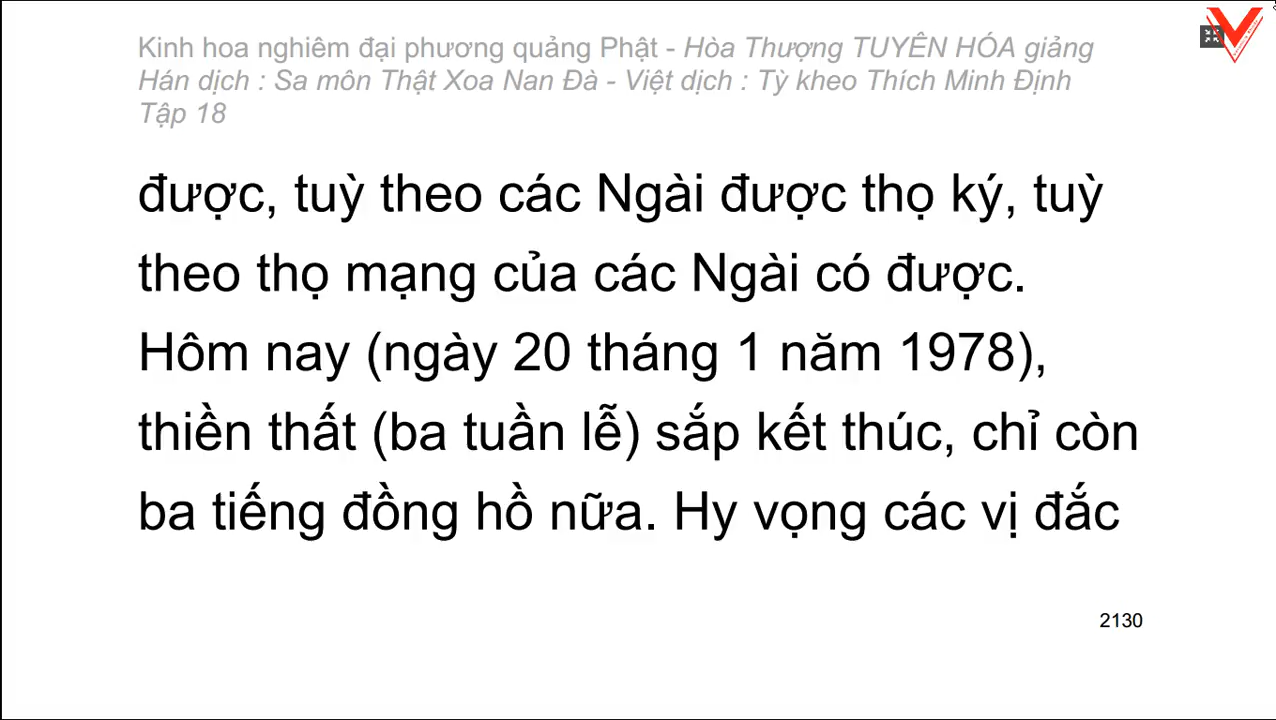 Kinh hoa nghiêm đại phương quảng Phật - Hòa Thượng TUYÊN HÓA giảng
Hán dịch : Sa môn Thật Xoa Nan Đà - Việt dịch : Tỳ kheo Thích Minh Định
Tập 18
được, tuỳ theo các Ngài được thọ ký, tuỳ
theo thọ mạng của các Ngài có được.
Hôm nay (ngày 20 tháng 1 năm 1978),
thiền thất (ba tuần lễ) sắp kết thúc, chỉ còn
ba tiếng đồng hồ nữa. Hy vọng các vị đắc
2130